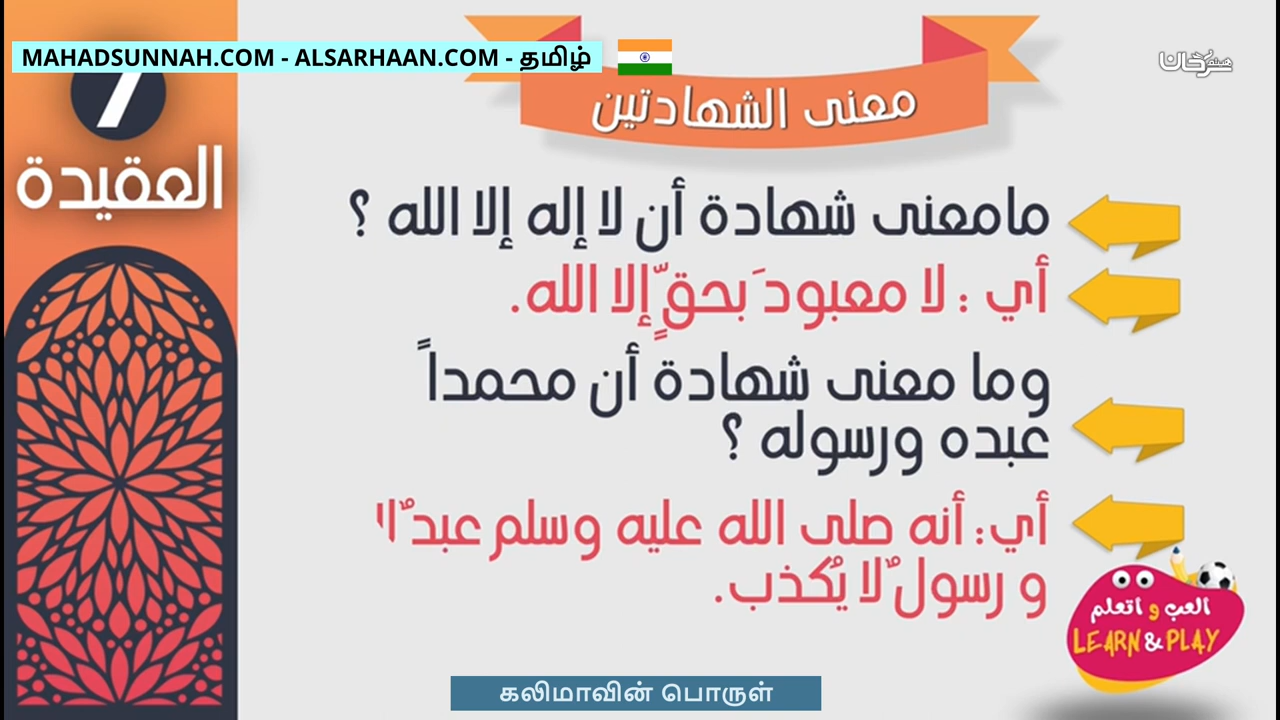 MAHADSUNNAH.COM - ALSARHAAN.COM - தமிழ்
معنى الشهادتين
العقيدة
مامعنى شهادة أن لا إله إلا الله ؟
أي : لا معبودَ بحقٍّ إلا الله.
وما معنى شهادة أن محمداً
عبده ورسوله ؟
أي: أنه صلى الله عليه وسلم عبدٌ لا
و رسولٌ لا يُكذب.
العب و اتعلم
LEARN & PLAY
கலிமாவின் பொருள்